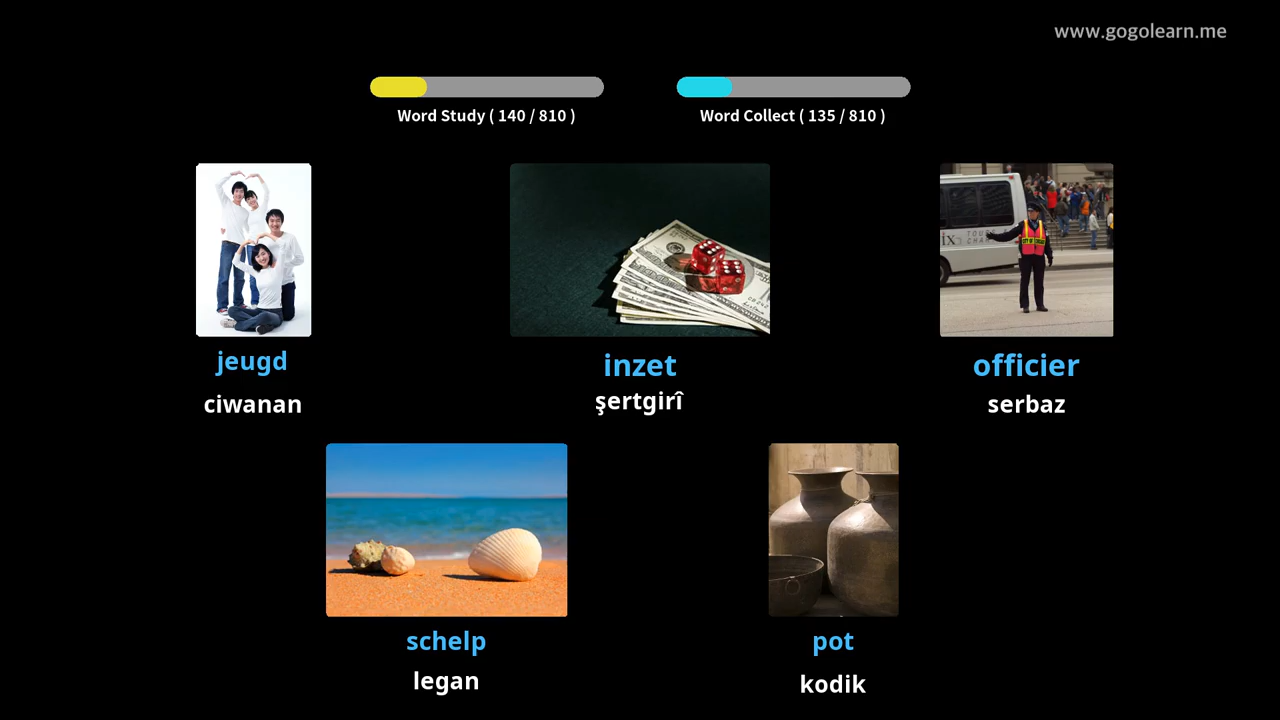 www.gogolearn.me
Word Study ( 140 / 810 )
Word Collect ( 135 / 810 )
jeugd
ciwanan
inzet
şertgirî
officier
serbaz
schelp
legan
pot
kodik